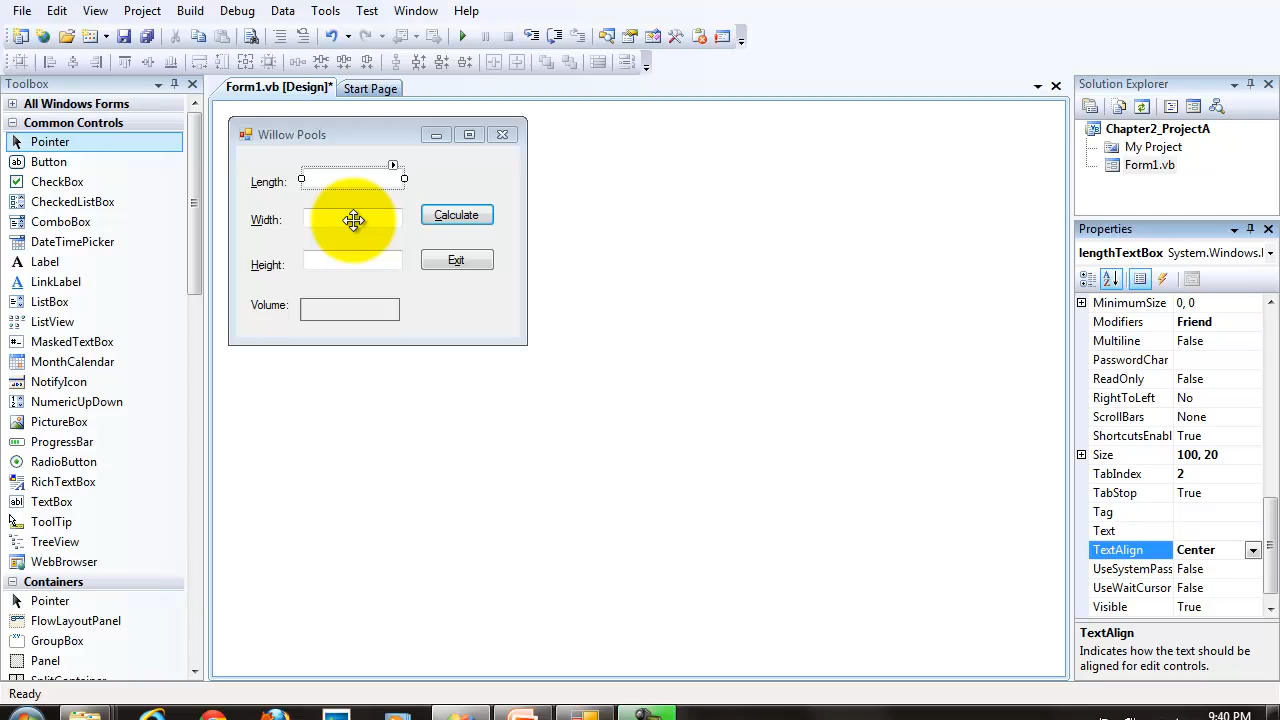 File Edit View Project Build Debug Data Tools Test Window Help
Toolbox
All Windows Forms
Common Controls
Pointer
Button
CheckBox
CheckedListBox
ComboBox
DateTimePicker
Label
LinkLabel
ListBox
ListView
MaskedTextBox
MonthCalendar
NotifyIcon
NumericUpDown
PictureBox
ProgressBar
RadioButton
RichTextBox
TextBox
ToolTip
TreeView
WebBrowser
Containers
Pointer
FlowLayoutPanel
GroupBox
Panel
SplitContainer
Form1.vb [Design]* Start Page
Willow Pools
Length:
Width:
Calculate
Height:
Exit
Volume:
Solution Explorer
Chapter2_ProjectA
My Project
Form1.vb
Properties
lengthTextBox System.Windows.
MinimumSize 0, 0
Modifiers Friend
Multiline False
PasswordChar
ReadOnly False
RightToLeft No
ScrollBars None
ShortcutsEnabl True
Size 100, 20
TabIndex 2
TabStop True
Tag
Text
TextAlign Center
UseSystemPass False
UseWaitCursor False
Visible True
TextAlign
Indicates how the text should be
aligned for edit controls.
Ready
9:40 PM